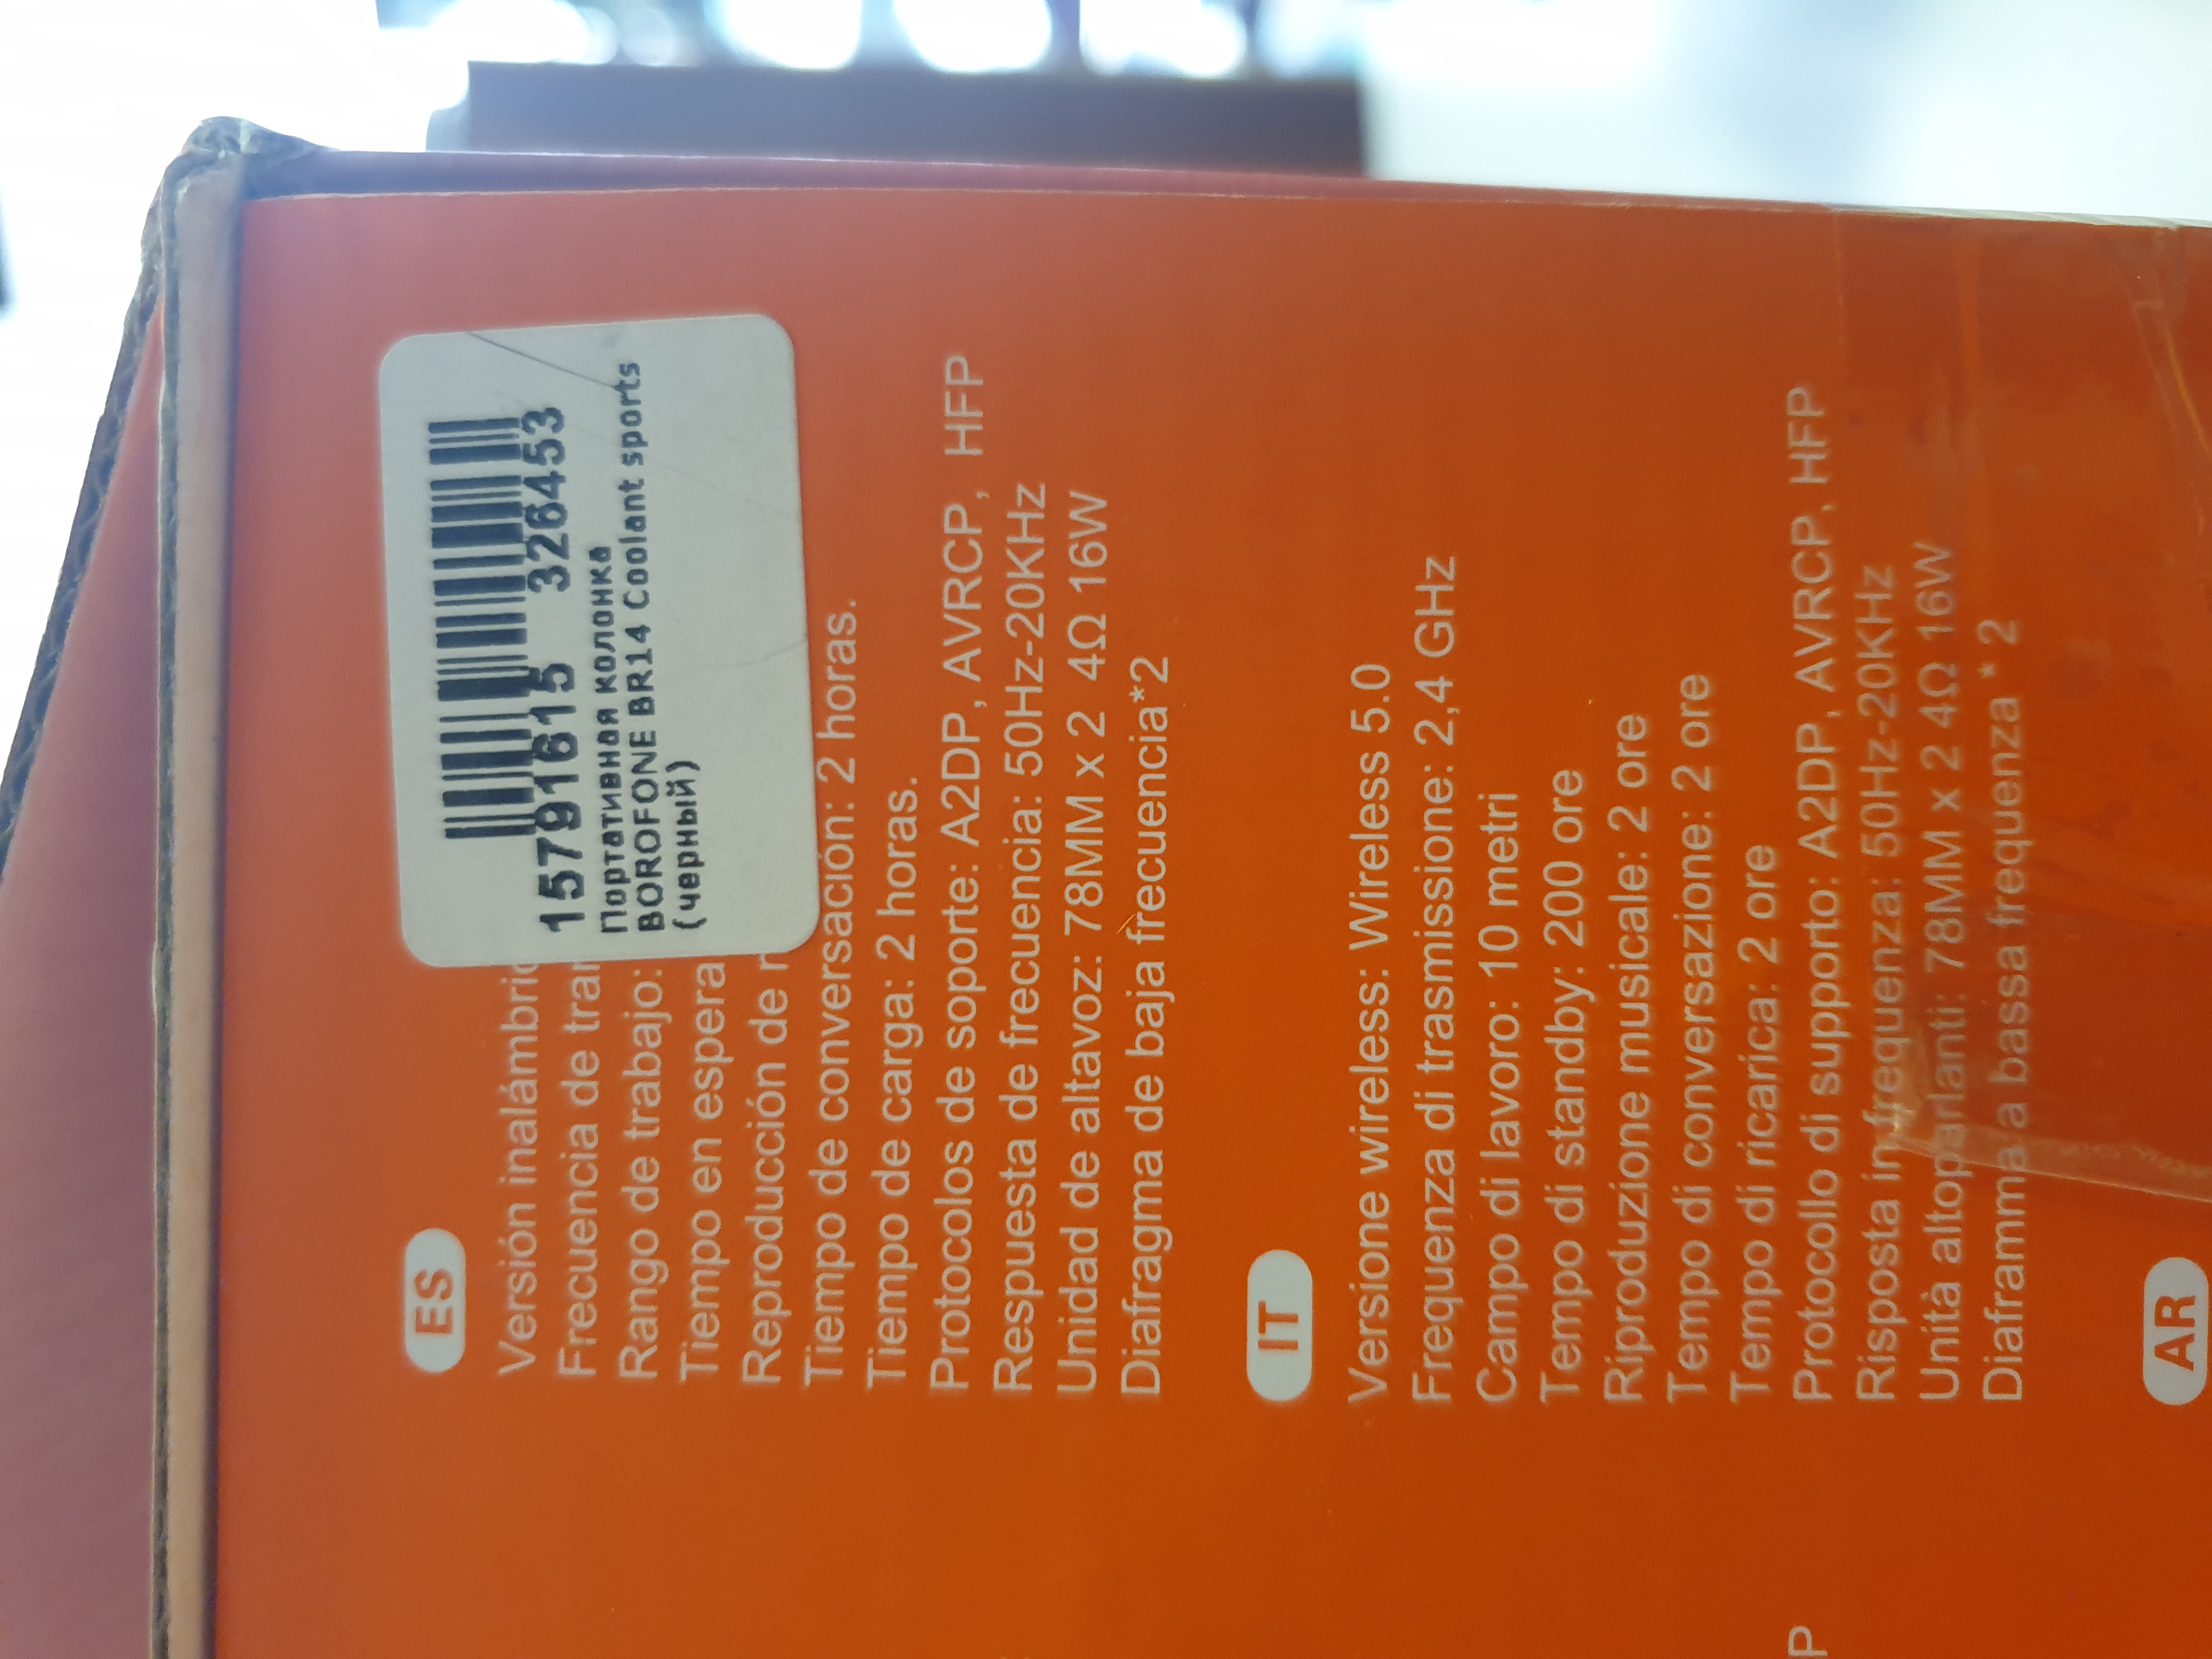 15791615 326453
Портативная колонка
BOROFONE BR14 Coolant sports
(черный)
ES
Versión inalámbric
Frecuencia de tran
Rango de trabajo:
Tiempo en espera
Reproducción de
Tiempo de conversación: 2 horas.
Tiempo de carga: 2 horas.
Protocolos de soporte: A2DP, AVRCP, HFP
Respuesta de frecuencia: 50Hz-20KHz
Unidad de altavoz: 78MM x 2 4Ω 16W
Diafragma de baja frecuencia*2
IT
Versione wireless: Wireless 5.0
Frequenza di trasmissione: 2,4 GHz
Campo di lavoro: 10 metri
Tempo di standby: 200 ore
Riproduzione musicale: 2 ore
Tempo di conversazione: 2 ore
Tempo di ricarica: 2 ore
Protocollo di supporto: A2DP, AVRCP, HFP
Risposta in frequenza: 50Hz-20KHz
Unità altoparlanti: 78MM x 2 4Ω 16W
Diaframma a bassa frequenza * 2
AR
P